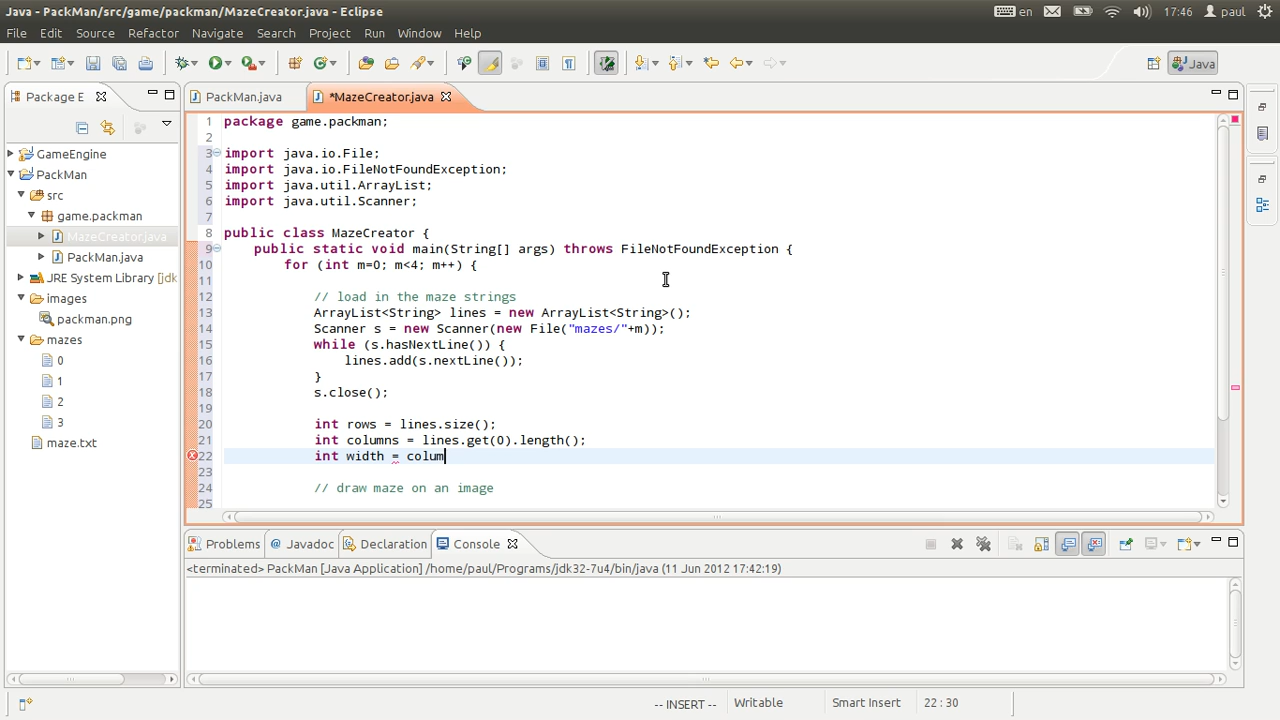 Java - PackMan/src/game/packman/MazeCreator.java - Eclipse
en
17:46
paul
File Edit Source Refactor Navigate Search Project Run Window Help
Java
Package E
PackMan.java
*MazeCreator.java
GameEngine
PackMan
src
game.packman
MazeCreator.java
PackMan.java
JRE System Library [jdk
images
packman.png
mazes
0
1
2
3
maze.txt
1 package game.packman;
2
3 import java.io.File;
4 import java.io.FileNotFoundException;
5 import java.util.ArrayList;
6 import java.util.Scanner;
7
8 public class MazeCreator {
9 public static void main(String[] args) throws FileNotFoundException {
10 for (int m=0; m<4; m++) {
11
12 // load in the maze strings
13 ArrayList<String> lines = new ArrayList<String>();
14 Scanner s = new Scanner(new File("mazes/"+m));
15 while (s.hasNextLine()) {
16 lines.add(s.nextLine());
17 }
18 s.close();
19
20 int rows = lines.size();
21 int columns = lines.get(0).length();
22 int width = colum
23
24 // draw maze on an image
25
Problems @ Javadoc Declaration Console
<terminated> PackMan [Java Application] /home/paul/Programs/jdk32-7u4/bin/java (11 Jun 2012 17:42:19)
-- INSERT -- Writable Smart Insert 22 : 30